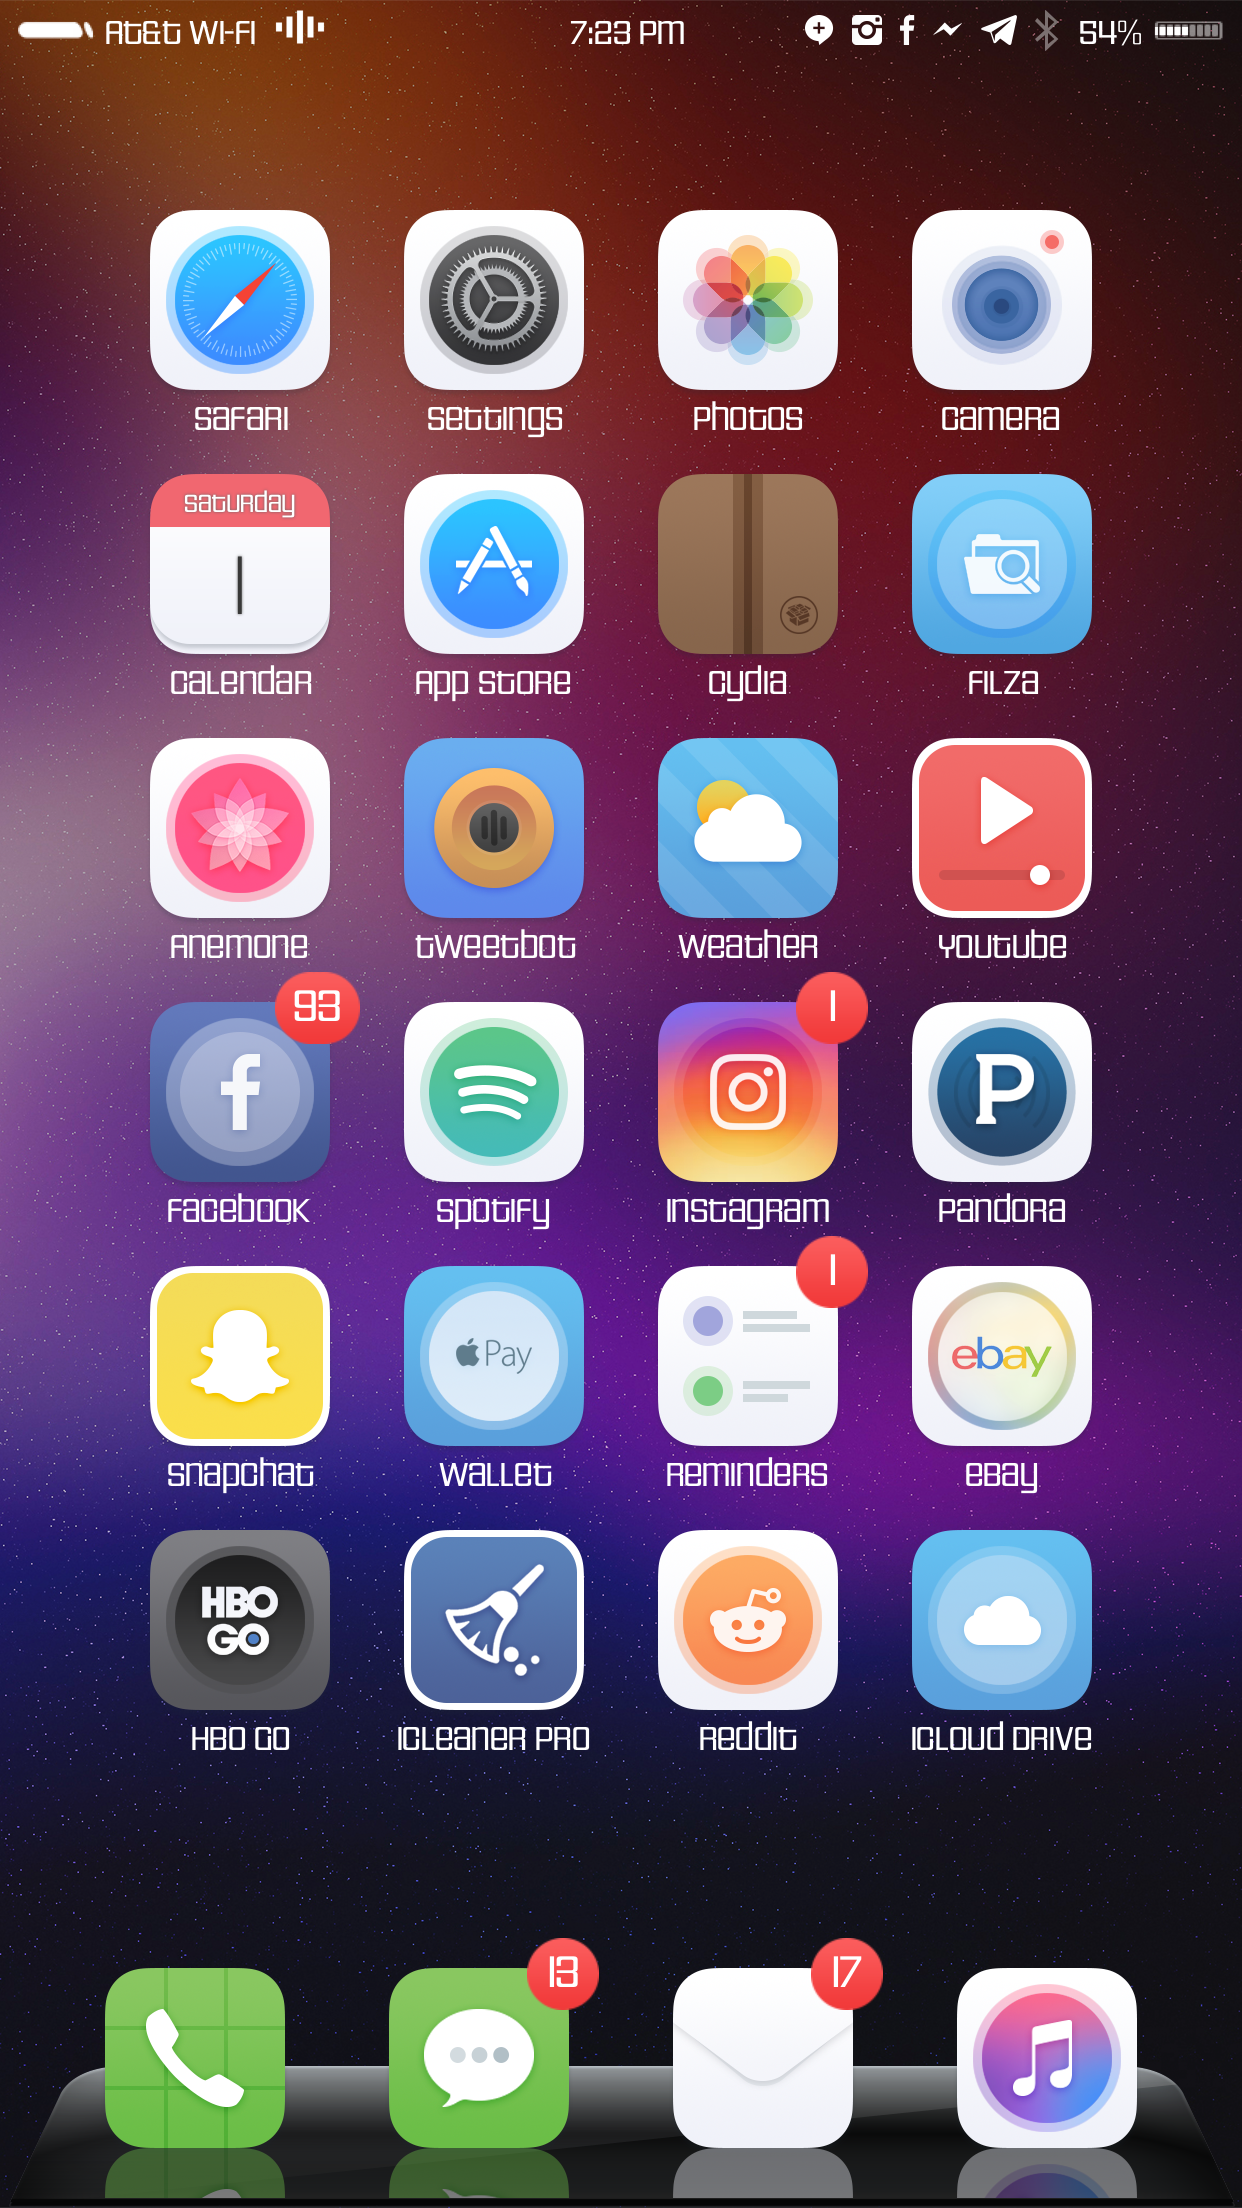 AT&T WI-FI 7:23 PM 54%
SAFARI SETTINGS PHOTOS CAMERA
SATURDAY
1
CALENDAR APP STORE CYDIA FILZA
ANEMONE TWEETBOT WEATHER YOUTUBE
93 1
f P
FACEBOOK SPOTIFY INSTAGRAM PANDORA
1
Pay ebay
SNAPCHAT WALLET REMINDERS EBAY
HBO
GO
HBO GO ICLEANER PRO REDDIT ICLOUD DRIVE
13 17